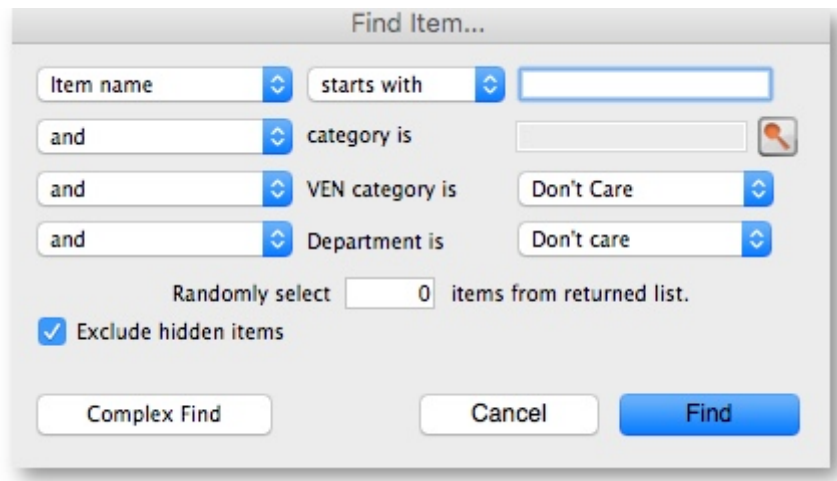 Find Item...
Item name starts with
and category is
and VEN category is Don't Care
and Department is Don't care
Randomly select 0 items from returned list.
Exclude hidden items
Complex Find Cancel Find